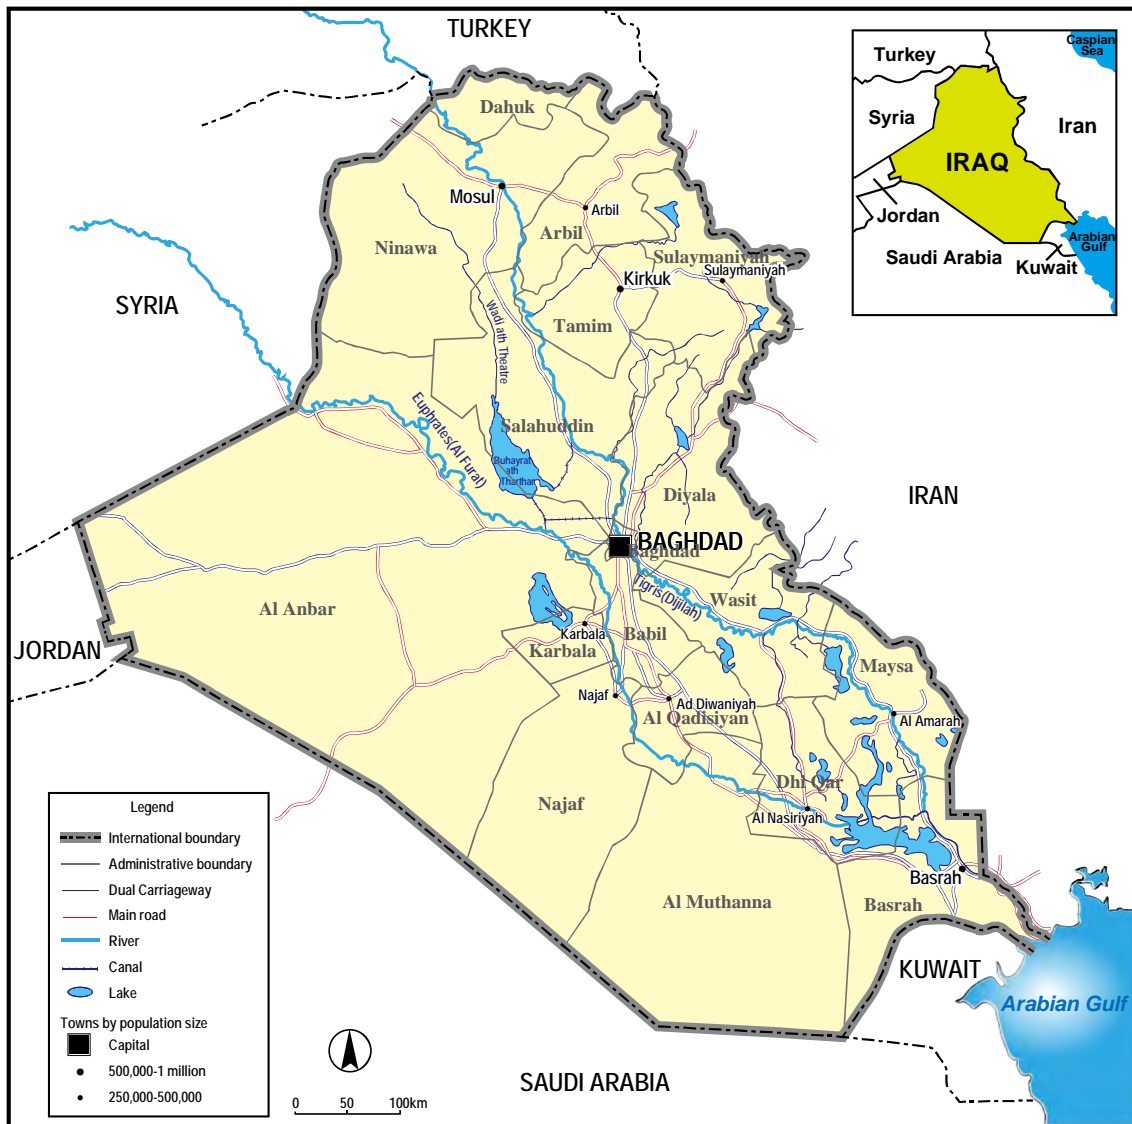 TURKEY
Caspian
Sea
Turkey
Syria
Iran
IRAQ
Jordan
Saudi Arabia
Kuwait
Arabian
Gulf
Dahuk
Mosul
Arbil
Arbil
Ninawa
Sulaymaniyah
Sulaymaniyah
Kirkuk
SYRIA
Tamim
Wadi ath Theatre
Euphrates(Al Furat)
Salahuddin
Buhayrat
ath
Tharthar
Diyala
IRAN
BAGHDAD
Baghdad
Tigris(Dijilah)
Wasit
Al Anbar
Karbala
Karbala
Babil
JORDAN
Maysa
Najaf
Ad Diwaniyah
Al Qadisiyan
Al Amarah
Najaf
Dhi Qar
Al Nasiriyah
Basrah
Al Muthanna
Basrah
KUWAIT
Arabian Gulf
SAUDI ARABIA
Legend
International boundary
Administrative boundary
Dual Carriageway
Main road
River
Canal
Lake
Towns by population size
Capital
500,000-1 million
250,000-500,000
0 50 100km